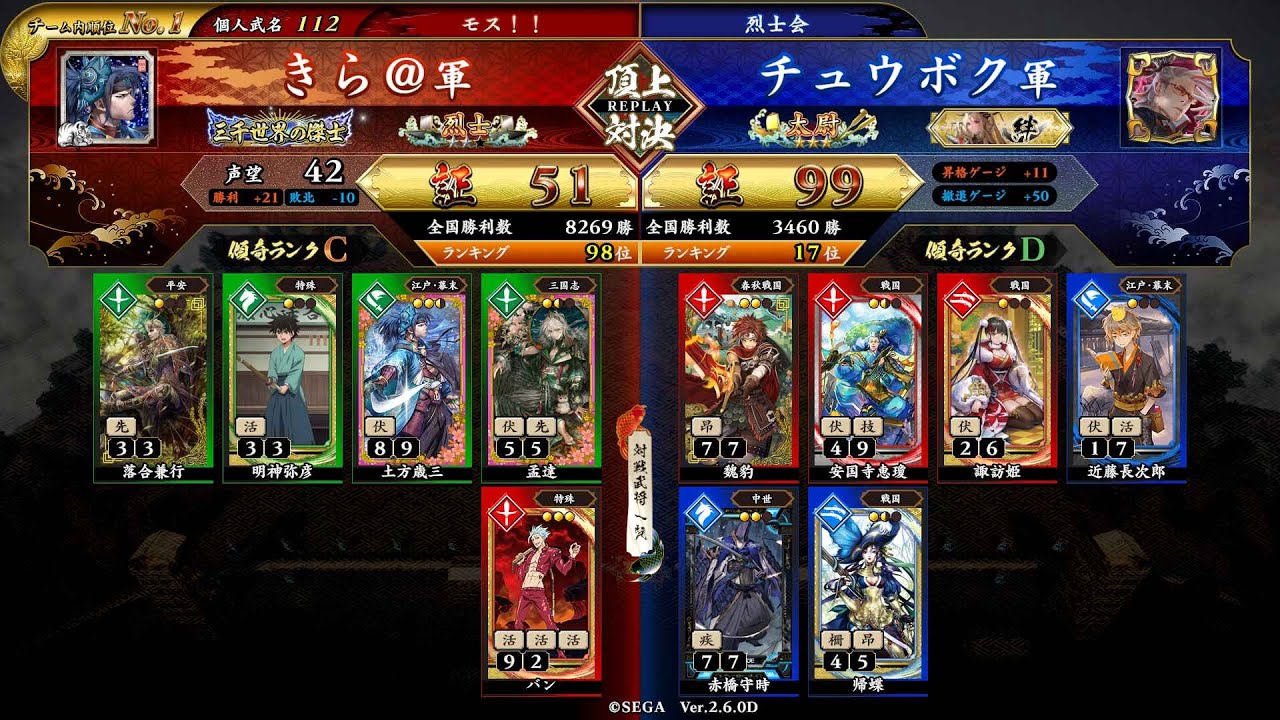 チーム内順位 No.1
個人武名 112
モス!!
烈士会
きら@軍
頂上
REPLAY
対決
チュウボク軍
三千世界の傑士
烈士
太尉
絆
声望 42
勝利 +21 敗北 -10
証 51
証 99
昇格ゲージ +11
撤退ゲージ +50
全国勝利数 8269勝
全国勝利数 3460勝
傾奇ランクC
ランキング 98位
ランキング 17位
傾奇ランクD
平安
特殊
江戸・幕末
三国志
春秋戦国
戦国
戦国
江戸・幕末
先
活
伏
伏 先
昂
伏 技
伏
伏 活
3 3
3 3
8 9
5 5
7 7
4 9
2 6
1 7
落合兼行
明神弥彦
土方歳三
孟達
魏豹
安国寺恵瓊
諏訪姫
近藤長次郎
対戦武将一覧
特殊
中世
戦国
活 活 活
疾
柵 昂
9 2
7 7
4 5
バン
赤橋守時
帰蝶
©SEGA Ver.2.6.0D